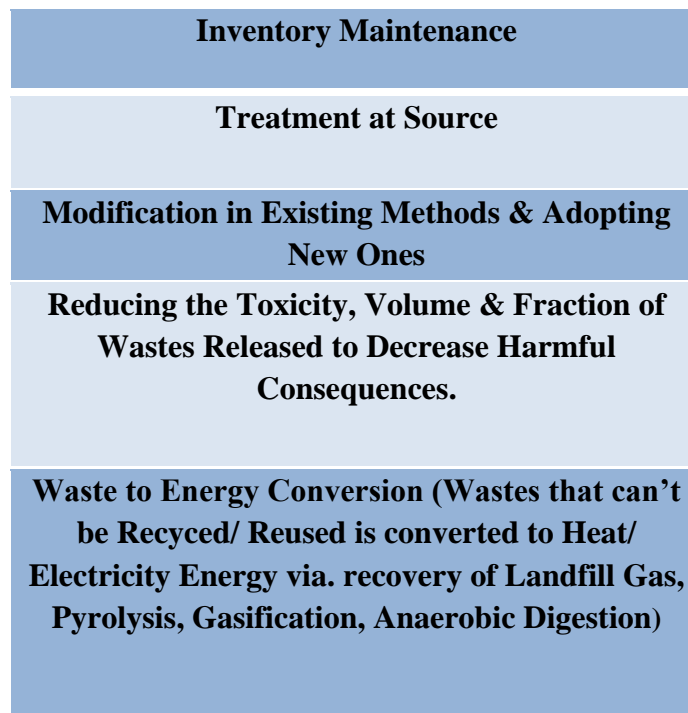 Inventory Maintenance
Treatment at Source
Modification in Existing Methods & Adopting
New Ones
Reducing the Toxicity, Volume & Fraction of
Wastes Released to Decrease Harmful
Consequences.
Waste to Energy Conversion (Wastes that can’t
be Recyced/ Reused is converted to Heat/
Electricity Energy via. recovery of Landfill Gas,
Pyrolysis, Gasification, Anaerobic Digestion)